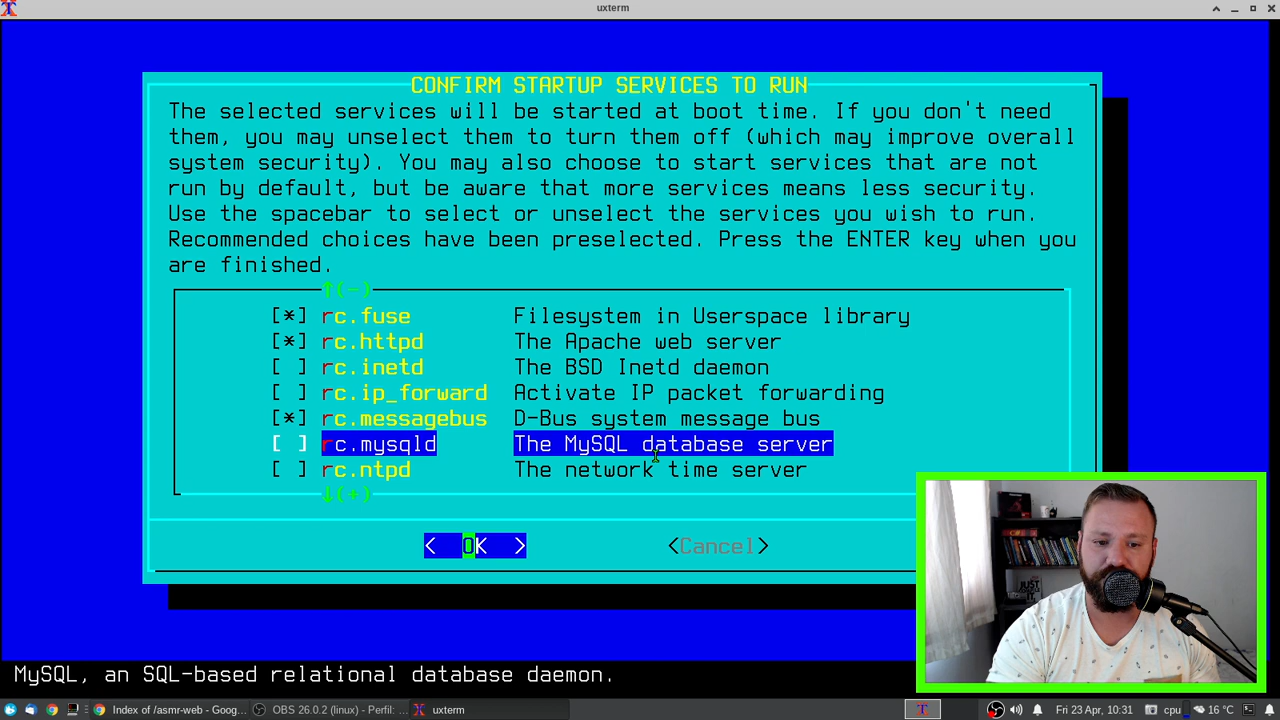 uxterm
CONFIRM STARTUP SERVICES TO RUN
The selected services will be started at boot time. If you don't need
them, you may unselect them to turn them off (which may improve overall
system security). You may also choose to start services that are not
run by default, but be aware that more services means less security.
Use the spacebar to select or unselect the services you wish to run.
Recommended choices have been preselected. Press the ENTER key when you
are finished.
↑(-)
[*] rc.fuse Filesystem in Userspace library
[*] rc.httpd The Apache web server
[ ] rc.inetd The BSD Inetd daemon
[ ] rc.ip_forward Activate IP packet forwarding
[*] rc.messagebus D-Bus system message bus
[ ] rc.mysqld The MySQL database server
[ ] rc.ntpd The network time server
↓(+)
< OK > <Cancel>
MySQL, an SQL-based relational database daemon.
Index of /asmr-web - Goog... OBS 26.0.2 (linux) - Perfil: ... uxterm Fri 23 Apr, 10:31 cpu 16 °C